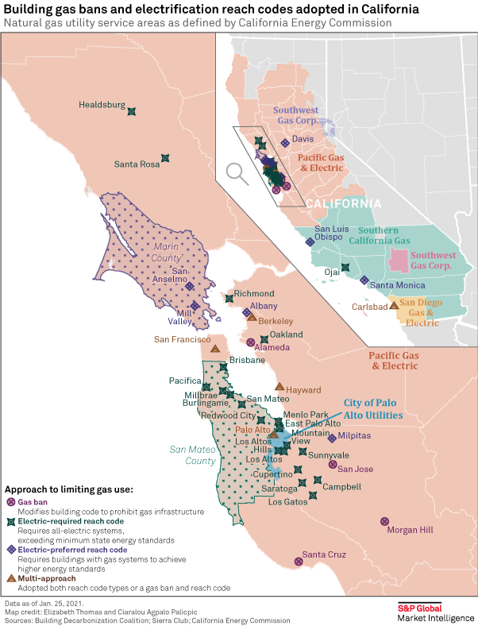 Building gas bans and electrification reach codes adopted in California
Natural gas utility service areas as defined by California Energy Commission
Healdsburg
Santa Rosa
Southwest
Gas Corp.
Davis
Pacific Gas
& Electric
CALIFORNIA
San Luis
Obispo
Southern
California Gas
Ojai
Southwest
Gas Corp.
Santa Monica
Carlsbad
San Diego
Gas &
Electric
Marin
County
San
Anselmo
Mill
Valley
Richmond
Albany
Berkeley
Oakland
Alameda
San Francisco
Brisbane
Pacific Gas
& Electric
Pacifica
Millbrae
Burlingame
San Mateo
Hayward
Redwood City
Menlo Park
East Palo Alto
City of Palo
Alto Utilities
Palo Alto
Mountain
View
Milpitas
Los Altos
Hills
Los Altos
Sunnyvale
San Mateo
County
Cupertino
San Jose
Saratoga
Campbell
Los Gatos
Morgan Hill
Santa Cruz
Approach to limiting gas use:
Gas ban
Modifies building code to prohibit gas infrastructure
Electric-required reach code
Requires all-electric systems,
exceeding minimum state energy standards
Electric-preferred reach code
Requires buildings with gas systems to achieve
higher energy standards
Multi-approach
Adopted both reach code types or a gas ban and reach code
Data as of Jan. 25, 2021.
Map credit: Elizabeth Thomas and Ciaralou Agpalo Palicpic
Sources: Building Decarbonization Coalition; Sierra Club; California Energy Commission
S&P Global
Market Intelligence